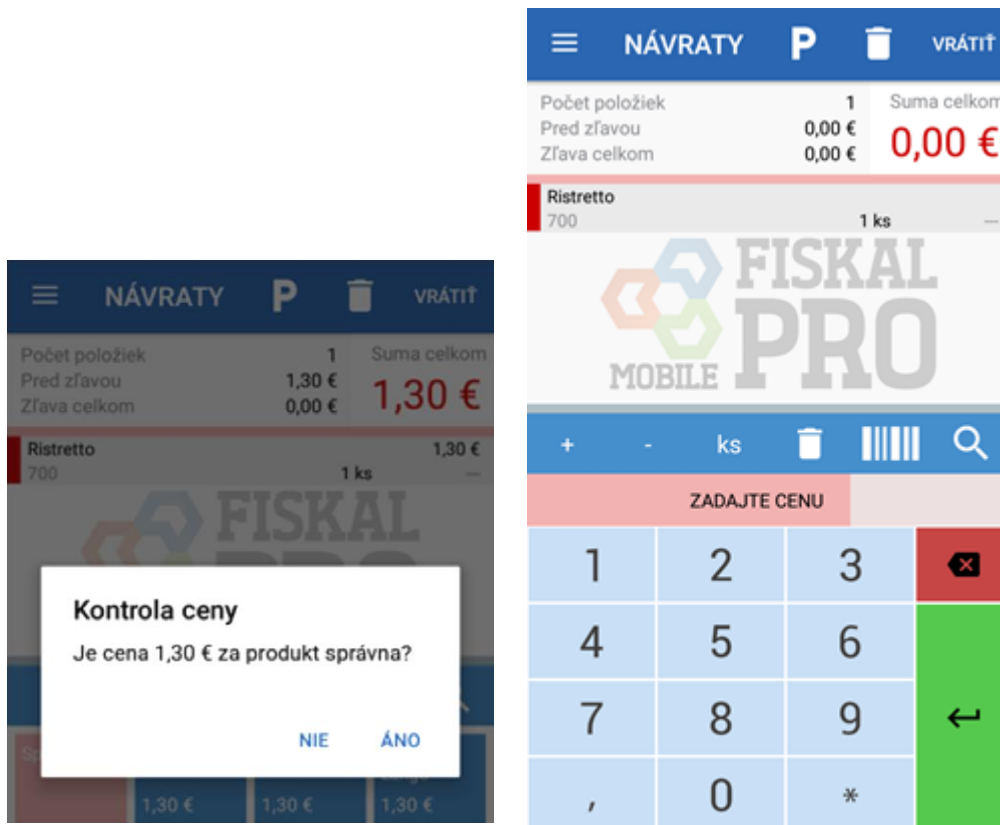 NÁVRATY P VRÁTIŤ
Počet položiek 1 Suma celkom
Pred zľavou 1,30 € 1,30 €
Zľava celkom 0,00 €
Ristretto 1,30 €
700 1 ks ---
FISKAL
Kontrola ceny
Je cena 1,30 € za produkt správna?
NIE ÁNO
1,30 € 1,30 € 1,30 €
NÁVRATY P VRÁTIŤ
Počet položiek 1 Suma celkom
Pred zľavou 0,00 € 0,00 €
Zľava celkom 0,00 €
Ristretto
700 1 ks ---
FISKAL
PRO
MOBILE
+ - ks
ZADAJTE CENU
1 2 3
4 5 6
7 8 9
, 0 *